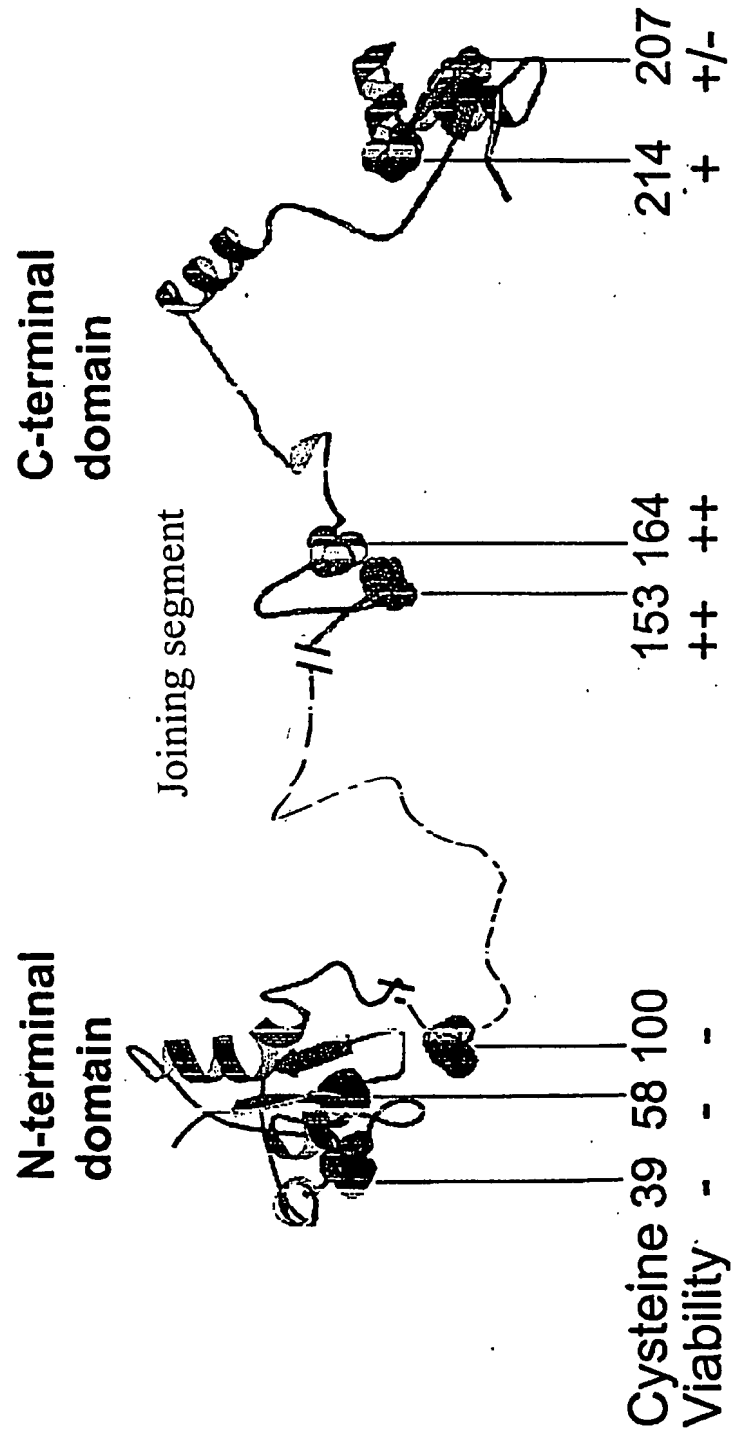 N-terminal
domain
Joining segment
C-terminal
domain
Cysteine 39 58 100 153 164 214 207
Viability - - - ++ ++ + +/-